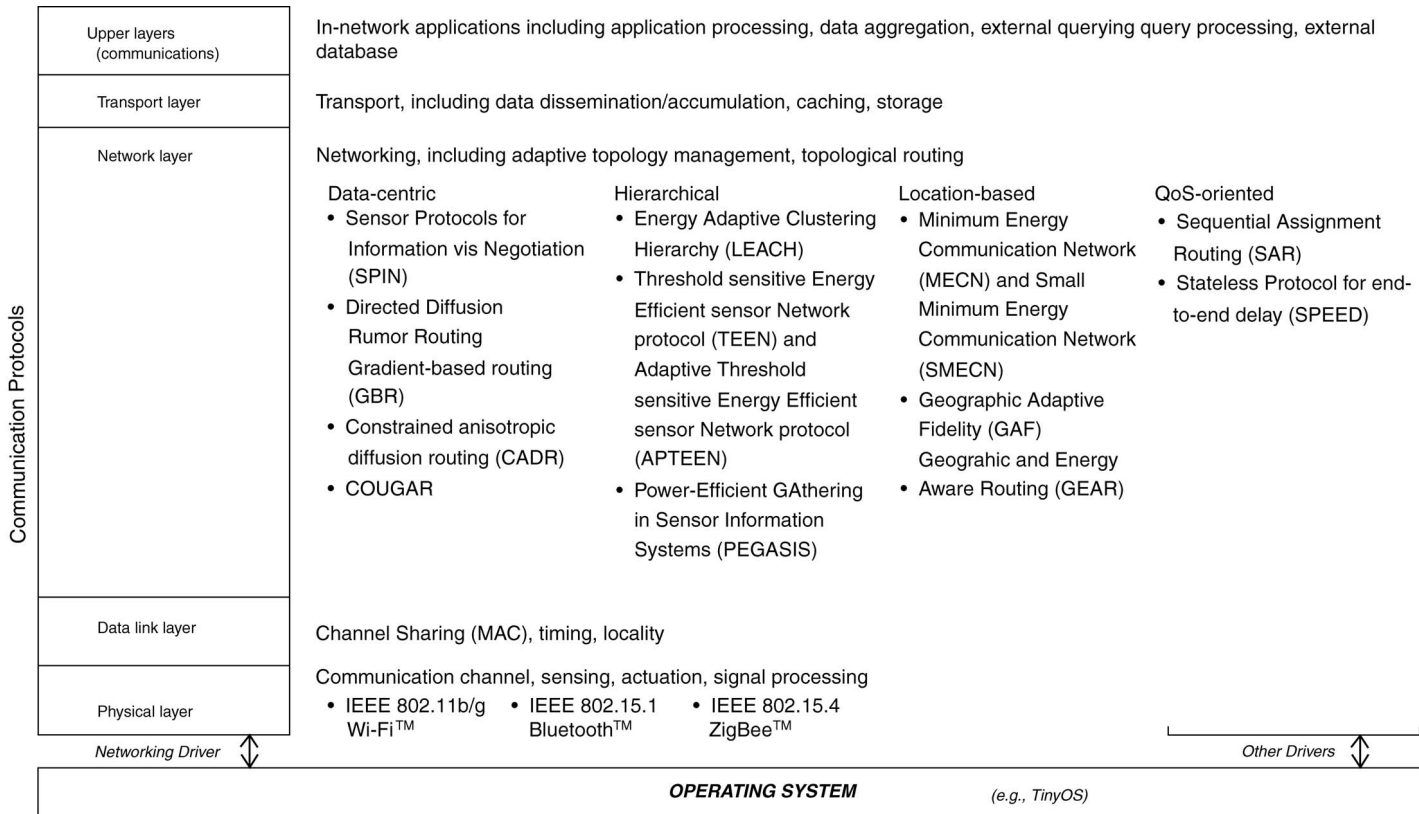 Communication Protocols
Upper layers
(communications)
In-network applications including application processing, data aggregation, external querying query processing, external
database
Transport layer
Transport, including data dissemination/accumulation, caching, storage
Network layer
Networking, including adaptive topology management, topological routing
Data-centric
• Sensor Protocols for
Information vis Negotiation
(SPIN)
• Directed Diffusion
Rumor Routing
Gradient-based routing
(GBR)
• Constrained anisotropic
diffusion routing (CADR)
• COUGAR
Hierarchical
• Energy Adaptive Clustering
Hierarchy (LEACH)
• Threshold sensitive Energy
Efficient sensor Network
protocol (TEEN) and
Adaptive Threshold
sensitive Energy Efficient
sensor Network protocol
(APTEEN)
• Power-Efficient GAthering
in Sensor Information
Systems (PEGASIS)
Location-based
• Minimum Energy
Communication Network
(MECN) and Small
Minimum Energy
Communication Network
(SMECN)
• Geographic Adaptive
Fidelity (GAF)
Geograhic and Energy
• Aware Routing (GEAR)
QoS-oriented
• Sequential Assignment
Routing (SAR)
• Stateless Protocol for end-
to-end delay (SPEED)
Data link layer
Channel Sharing (MAC), timing, locality
Physical layer
Communication channel, sensing, actuation, signal processing
• IEEE 802.11b/g
Wi-Fi™
• IEEE 802.15.1
Bluetooth™
• IEEE 802.15.4
ZigBee™
Networking Driver
Other Drivers
OPERATING SYSTEM
(e.g., TinyOS)